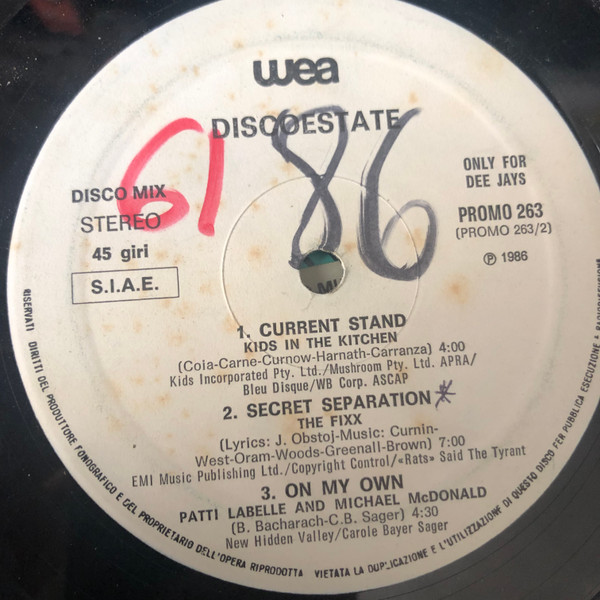 wea
DISCOESTATE
61
86
DISCO MIX
STEREO
45 giri
S.I.A.E.
ONLY FOR
DEE JAYS
PROMO 263
(PROMO 263/2)
℗ 1986
1. CURRENT STAND
KIDS IN THE KITCHEN
(Coia-Carne-Curnow-Harnath-Carranza) 4:00
Kids Incorporated Pty. Ltd./Mushroom Pty. Ltd. APRA/
Bleu Disque/WB Corp. ASCAP
2. SECRET SEPARATION*
THE FIXX
(Lyrics: J. Obstoj-Music: Curnin-
West-Oram-Woods-Greenall-Brown) 7:00
EMI Music Publishing Ltd./Copyright Control/«Rats» Said The Tyrant
3. ON MY OWN
PATTI LABELLE AND MICHAEL McDONALD
(B. Bacharach-C.B. Sager) 4:30
New Hidden Valley/Carole Bayer Sager
RISERVATI DIRITTI DEL PRODUTTORE FONOGRAFICO E DEL PROPRIETARIO DELL'OPERA RIPRODOTTA VIETATA LA DUPLICAZIONE E L'UTILIZZAZIONE DI QUESTO DISCO PER PUBBLICA ESECUZIONE E RADIODIFFUSIONE